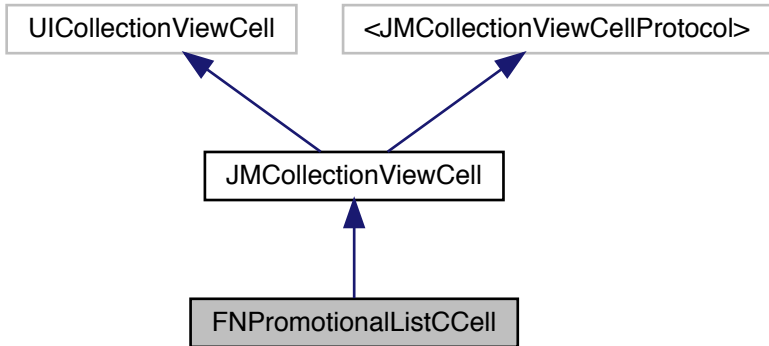 UICollectionViewCell
<JMCollectionViewCellProtocol>
JMCollectionViewCell
FNPromotionalListCCell